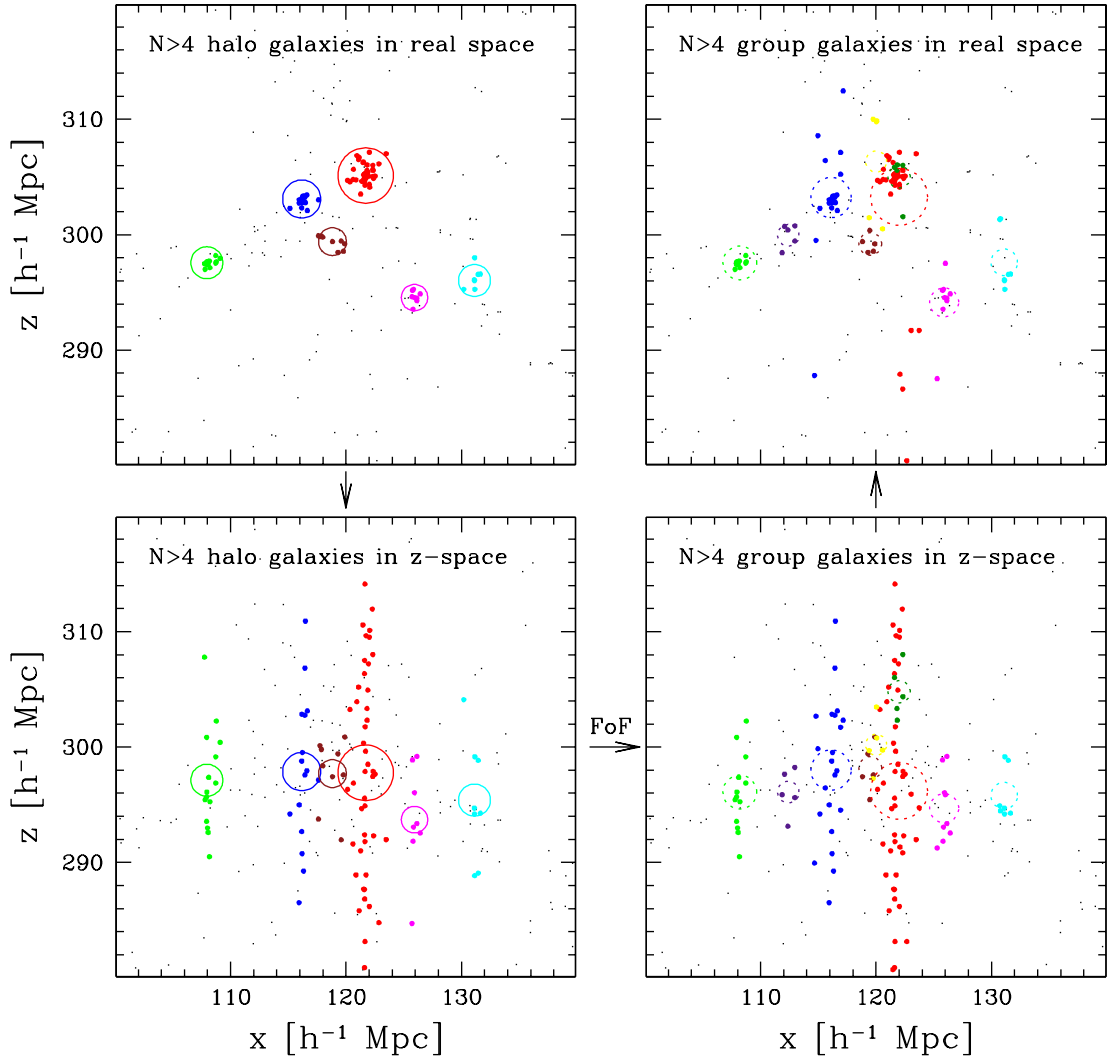 N>4 halo galaxies in real space
N>4 group galaxies in real space
310
300
290
z [h⁻¹ Mpc]
N>4 halo galaxies in z-space
N>4 group galaxies in z-space
FoF
310
300
290
z [h⁻¹ Mpc]
110 120 130
110 120 130
x [h⁻¹ Mpc]
x [h⁻¹ Mpc]